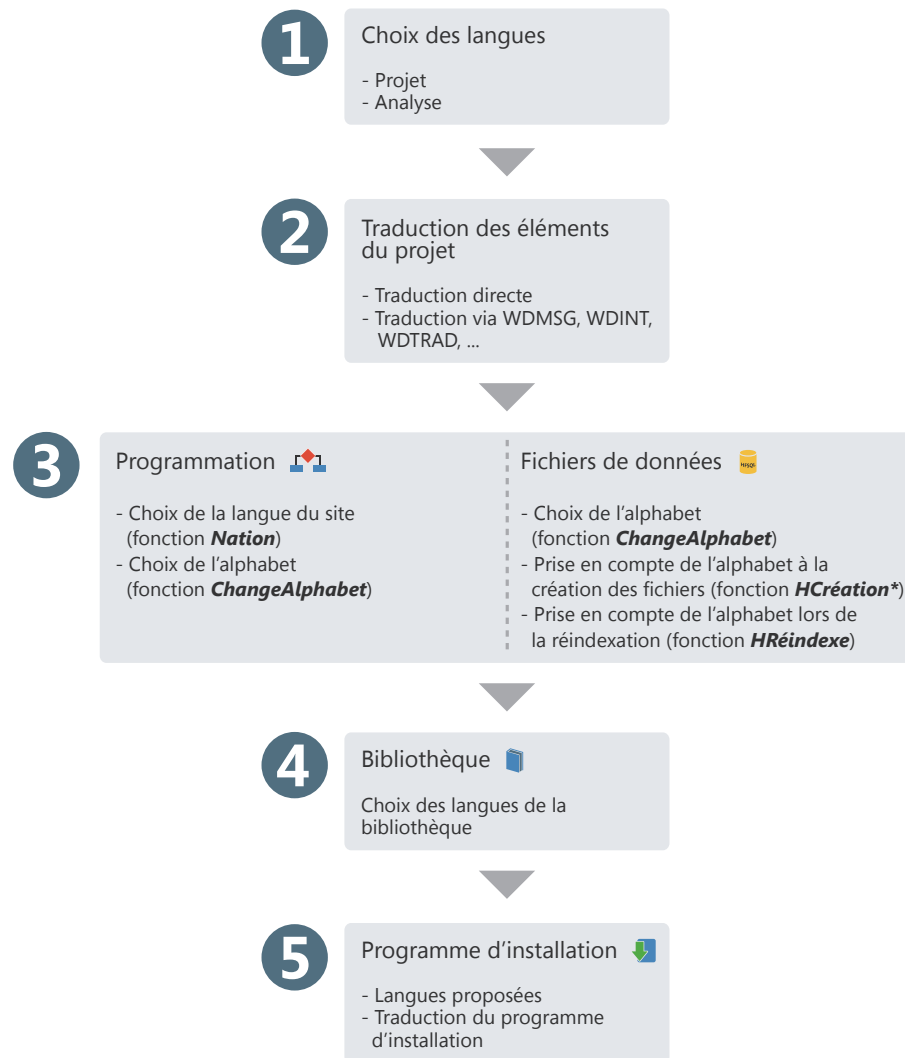 1
Choix des langues
- Projet
- Analyse
2
Traduction des éléments
du projet
- Traduction directe
- Traduction via WDMSG, WDINT,
WDTRAD, ...
3
Programmation
- Choix de la langue du site
(fonction Nation)
- Choix de l'alphabet
(fonction ChangeAlphabet)
Fichiers de données
HFSQL
- Choix de l'alphabet
(fonction ChangeAlphabet)
- Prise en compte de l'alphabet à la
création des fichiers (fonction HCréation*)
- Prise en compte de l'alphabet lors de
la réindexation (fonction HRéindexe)
4
Bibliothèque
Choix des langues de la
bibliothèque
5
Programme d'installation
- Langues proposées
- Traduction du programme
d'installation